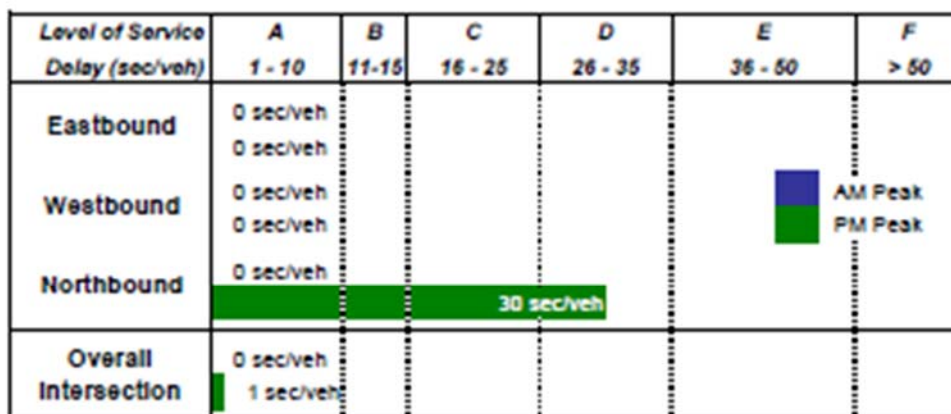 Level of Service A B C D E F
Delay (sec/veh) 1 - 10 11-15 16 - 25 26 - 35 36 - 50 > 50
Eastbound
0 sec/veh
0 sec/veh
Westbound
0 sec/veh
0 sec/veh
AM Peak
PM Peak
Northbound
0 sec/veh
30 sec/veh
Overall
Intersection
0 sec/veh
1 sec/veh